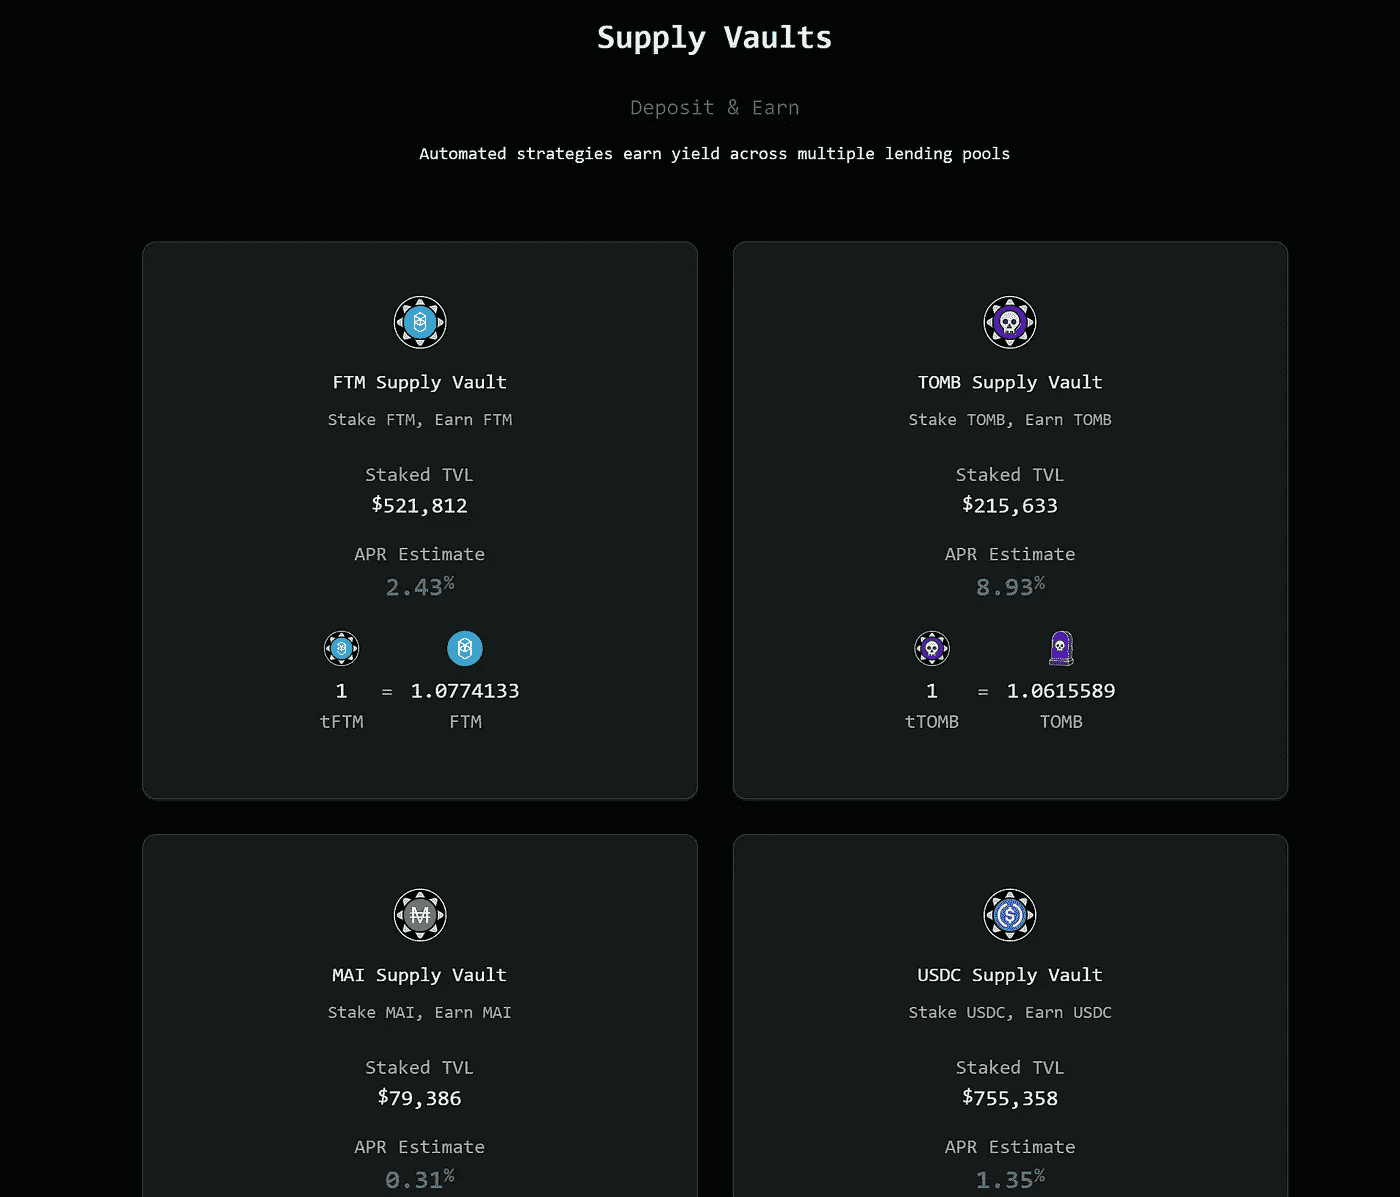 Supply Vaults
Deposit & Earn
Automated strategies earn yield across multiple lending pools
FTM Supply Vault
Stake FTM, Earn FTM
Staked TVL
$521,812
APR Estimate
2.43%
1 = 1.0774133
tFTM FTM
TOMB Supply Vault
Stake TOMB, Earn TOMB
Staked TVL
$215,633
APR Estimate
8.93%
1 = 1.0615589
tTOMB TOMB
MAI Supply Vault
Stake MAI, Earn MAI
Staked TVL
$79,386
APR Estimate
0.31%
USDC Supply Vault
Stake USDC, Earn USDC
Staked TVL
$755,358
APR Estimate
1.35%